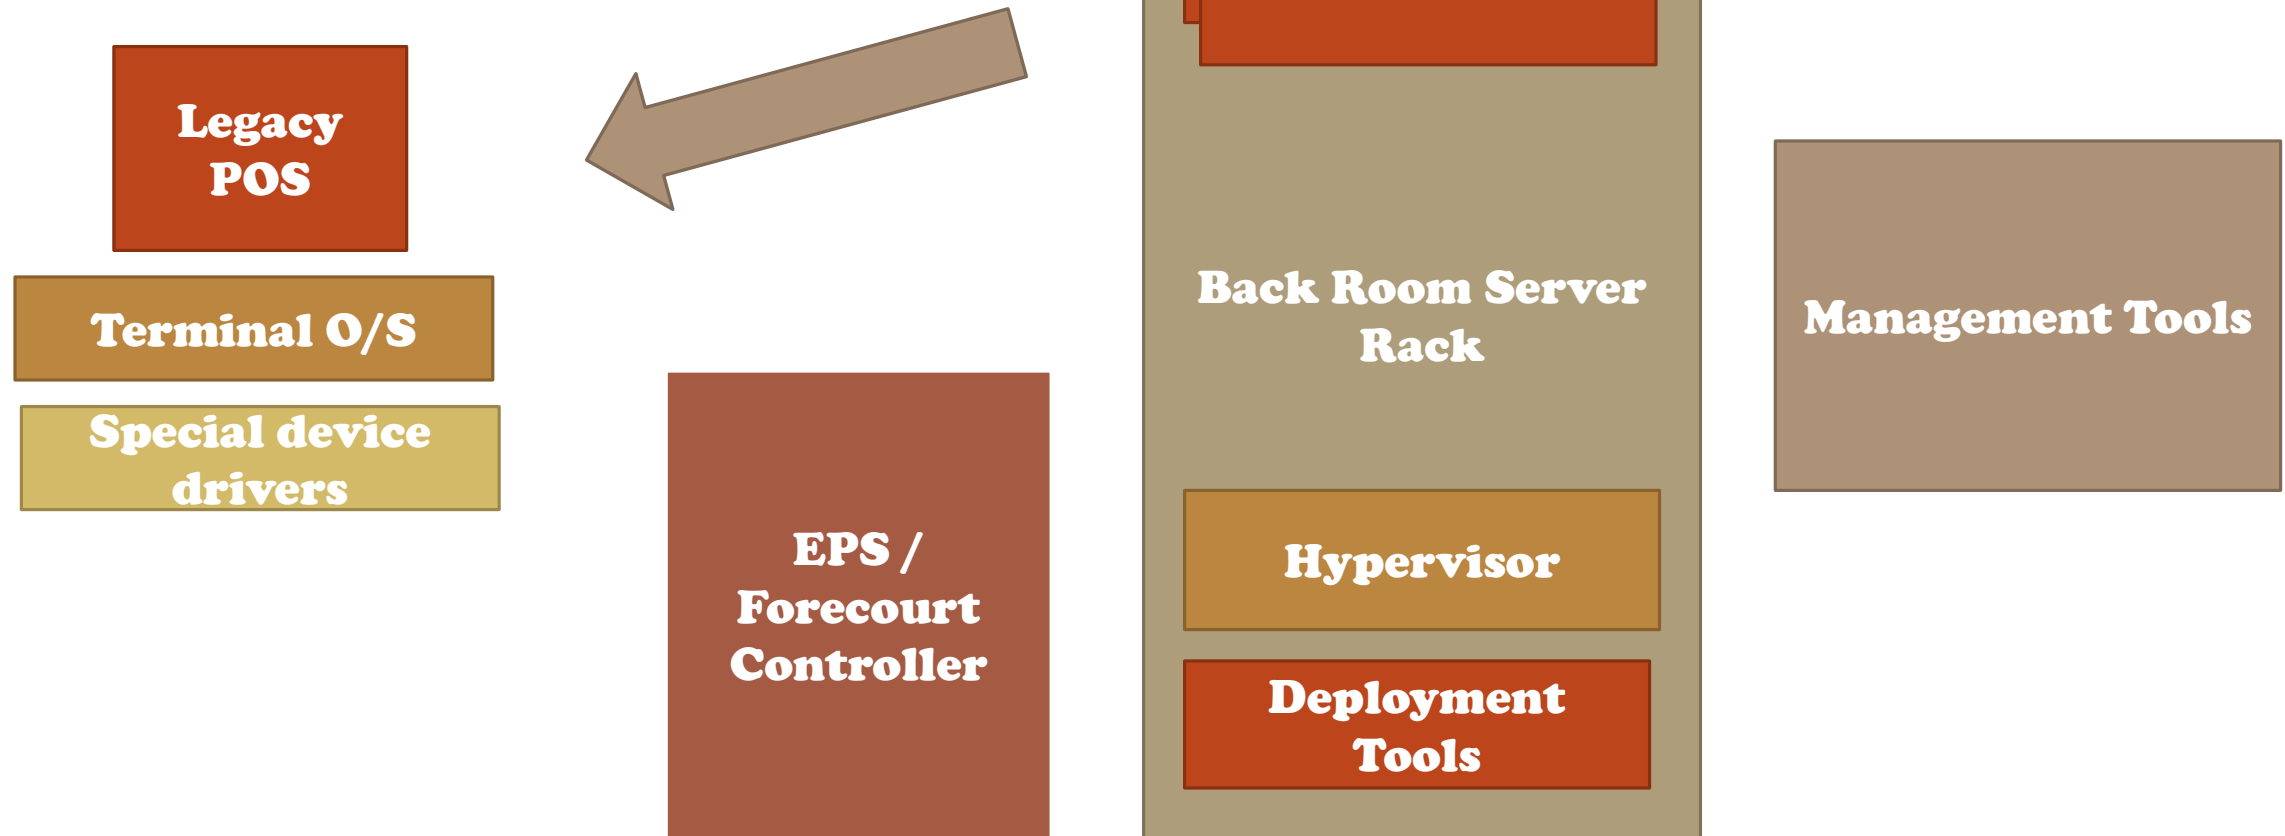 Legacy
POS
Terminal O/S
Special device
drivers
EPS /
Forecourt
Controller
Back Room Server
Rack
Hypervisor
Deployment
Tools
Management Tools